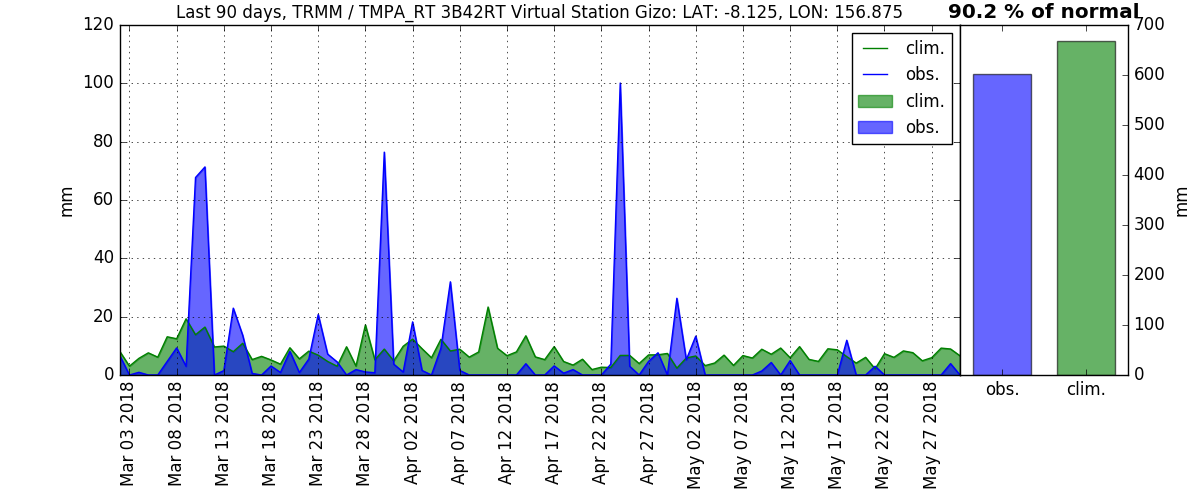 Last 90 days, TRMM / TMPA_RT 3B42RT Virtual Station Gizo: LAT: -8.125, LON: 156.875
90.2 % of normal
120
100
80
60
40
20
0
mm
clim.
obs.
clim.
obs.
Mar 03 2018
Mar 08 2018
Mar 13 2018
Mar 18 2018
Mar 23 2018
Mar 28 2018
Apr 02 2018
Apr 07 2018
Apr 12 2018
Apr 17 2018
Apr 22 2018
Apr 27 2018
May 02 2018
May 07 2018
May 12 2018
May 17 2018
May 22 2018
May 27 2018
700
600
500
400
300
200
100
0
mm
obs.
clim.